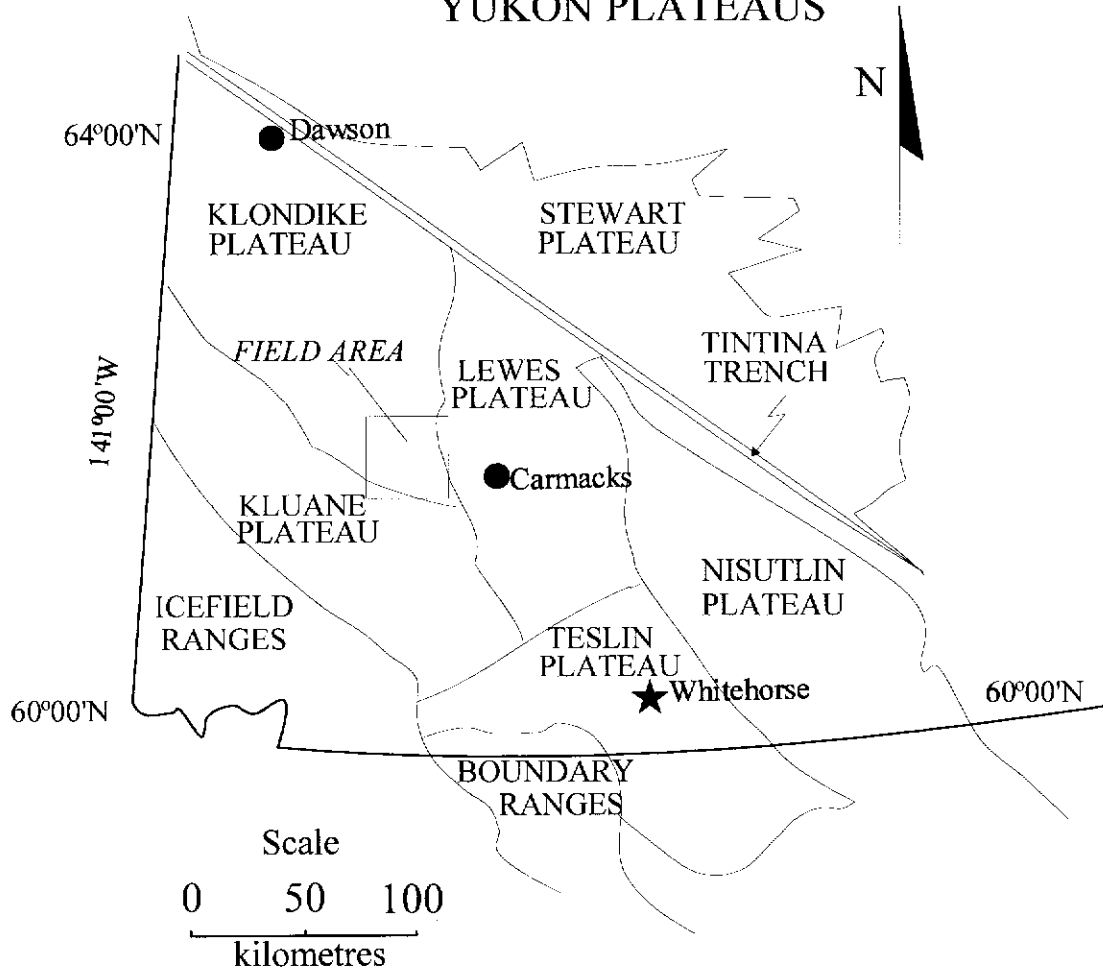 YUKON PLATEAUS
N
64°00'N
Dawson
KLONDIKE
PLATEAU
STEWART
PLATEAU
FIELD AREA
TINTINA
TRENCH
LEWES
PLATEAU
141°00'W
Carmacks
KLUANE
PLATEAU
NISUTLIN
PLATEAU
ICEFIELD
RANGES
TESLIN
PLATEAU
Whitehorse
60°00'N
60°00'N
BOUNDARY
RANGES
Scale
0 50 100
kilometres